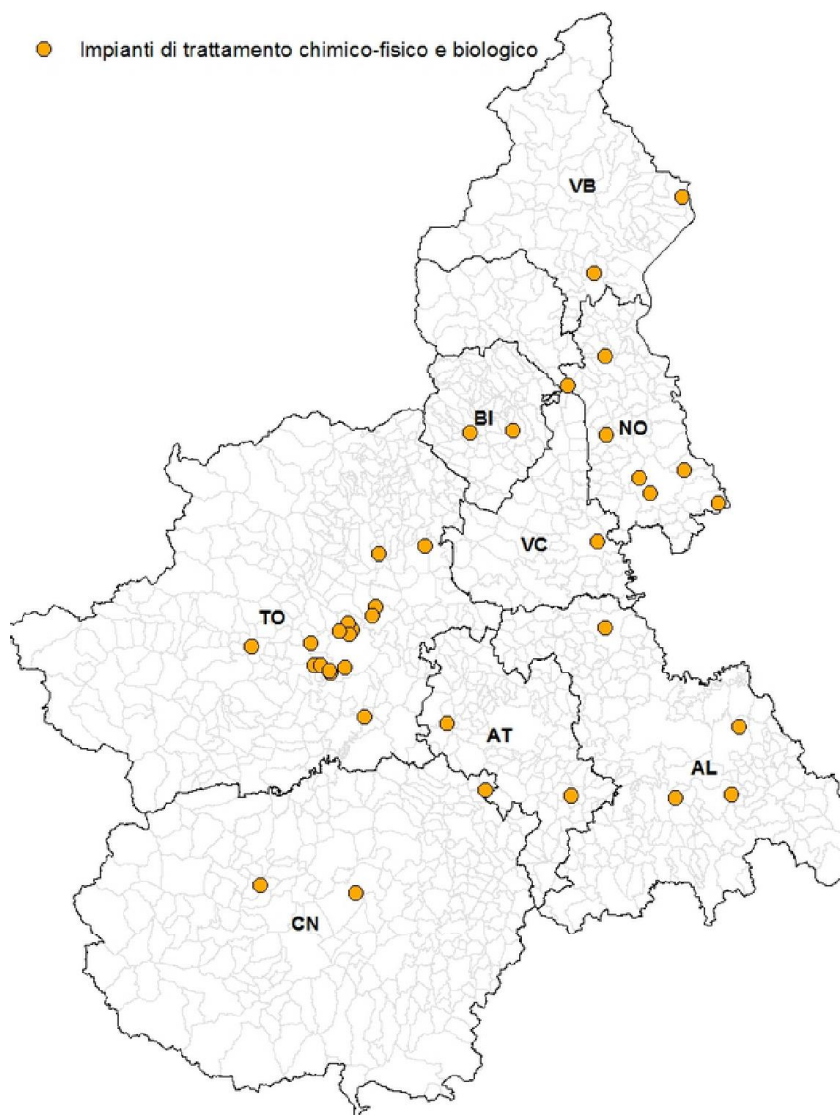 Impianti di trattamento chimico-fisico e biologico
VB
BI
NO
VC
TO
AT
AL
CN